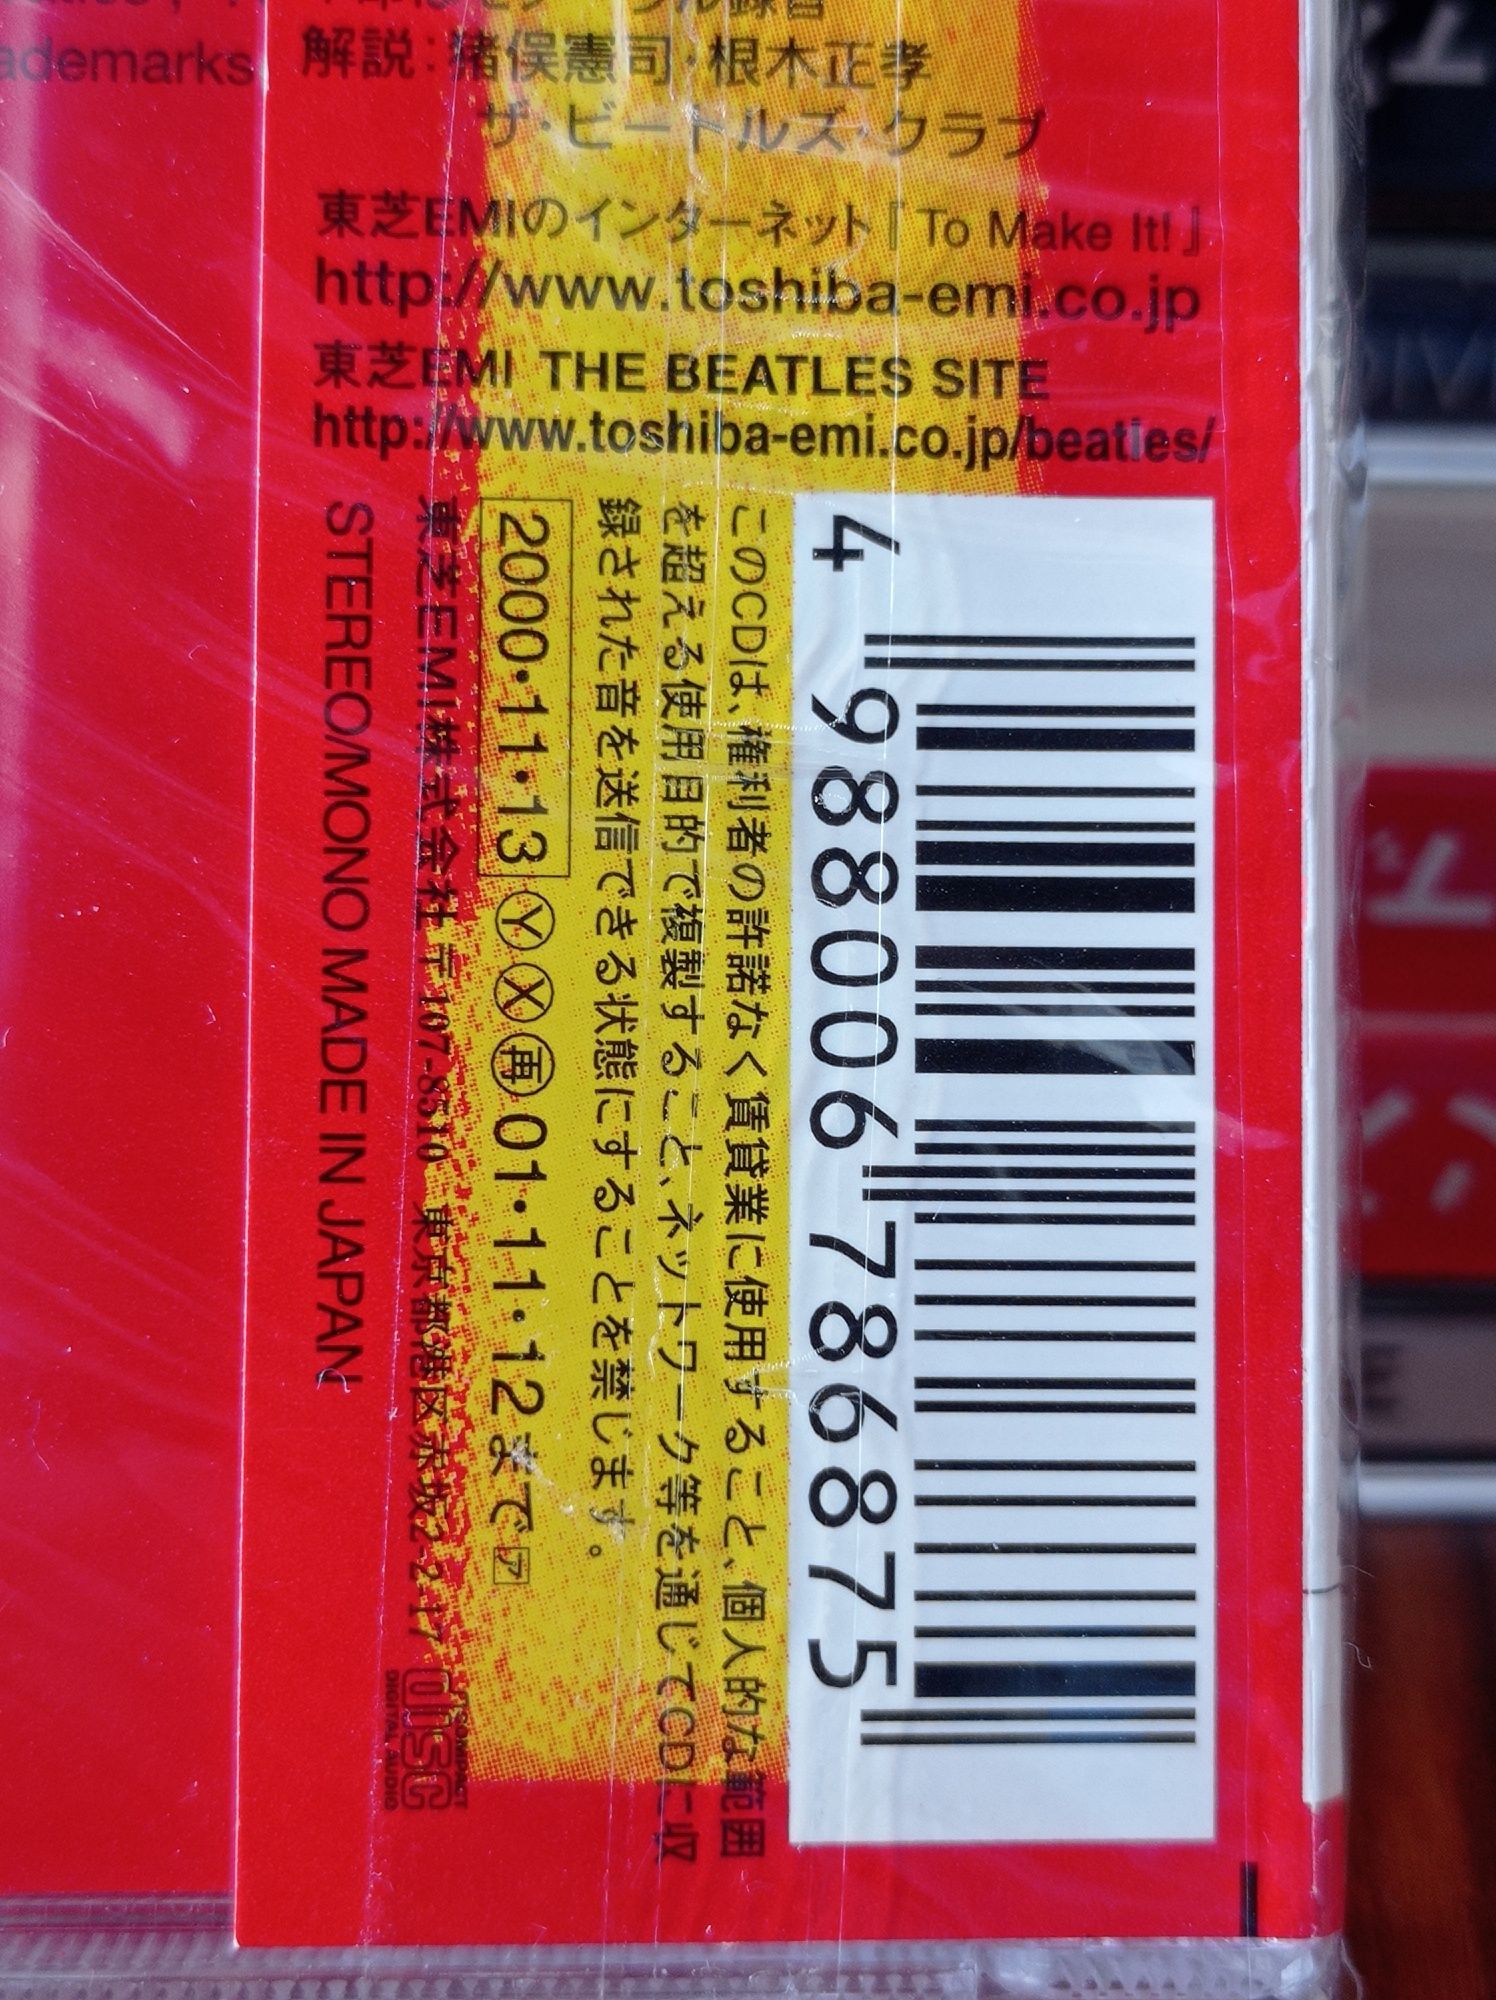 ademarks
解説:猪俣憲司・根木正孝
ザ・ビートルズ・クラブ
東芝EMIのインターネット『To Make It!』
http://www.toshiba-emi.co.jp
東芝EMI THE BEATLES SITE
http://www.toshiba-emi.co.jp/beatles/
4 988006 786875
このCDは、権利者の許諾なく賃貸業に使用すること、個人的な範囲
を超える使用目的で複製すること、ネットワーク等を通じてCDに収
録された音を送信できる状態にすることを禁じます。
2000・11・13 Ⓨ Ⓧ 再 01・11・12まで ア
東芝EMI株式会社 〒107-8510 東京都港区赤坂2-2-17
COMPACT
disc
DIGITAL AUDIO
STEREO/MONO MADE IN JAPAN